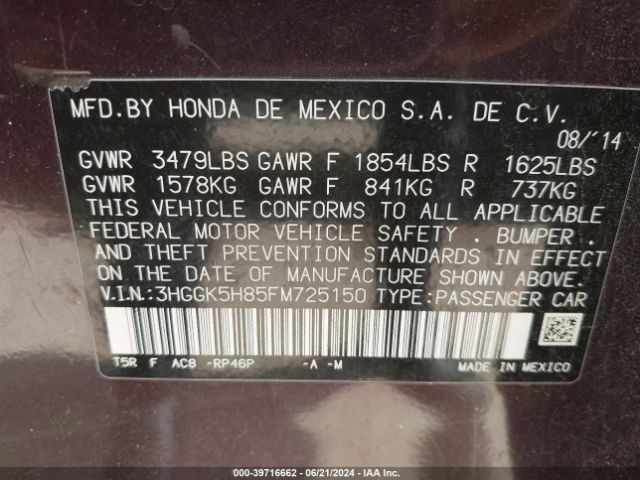 MFD.BY HONDA DE MEXICO S.A. DE C.V.
08/'14
GVWR 3479LBS GAWR F 1854LBS R 1625LBS
GVWR 1578KG GAWR F 841KG R 737KG
THIS VEHICLE CONFORMS TO ALL APPLICABLE
FEDERAL MOTOR VEHICLE SAFETY . BUMPER .
AND THEFT PREVENTION STANDARDS IN EFFECT
ON THE DATE OF MANUFACTURE SHOWN ABOVE.
V.I.N.:3HGGK5H85FM725150 TYPE:PASSENGER CAR
T5R F AC8 -RP46P -A -M MADE IN MEXICO
000-39716662 / 06/21/2024 / IAA Inc.